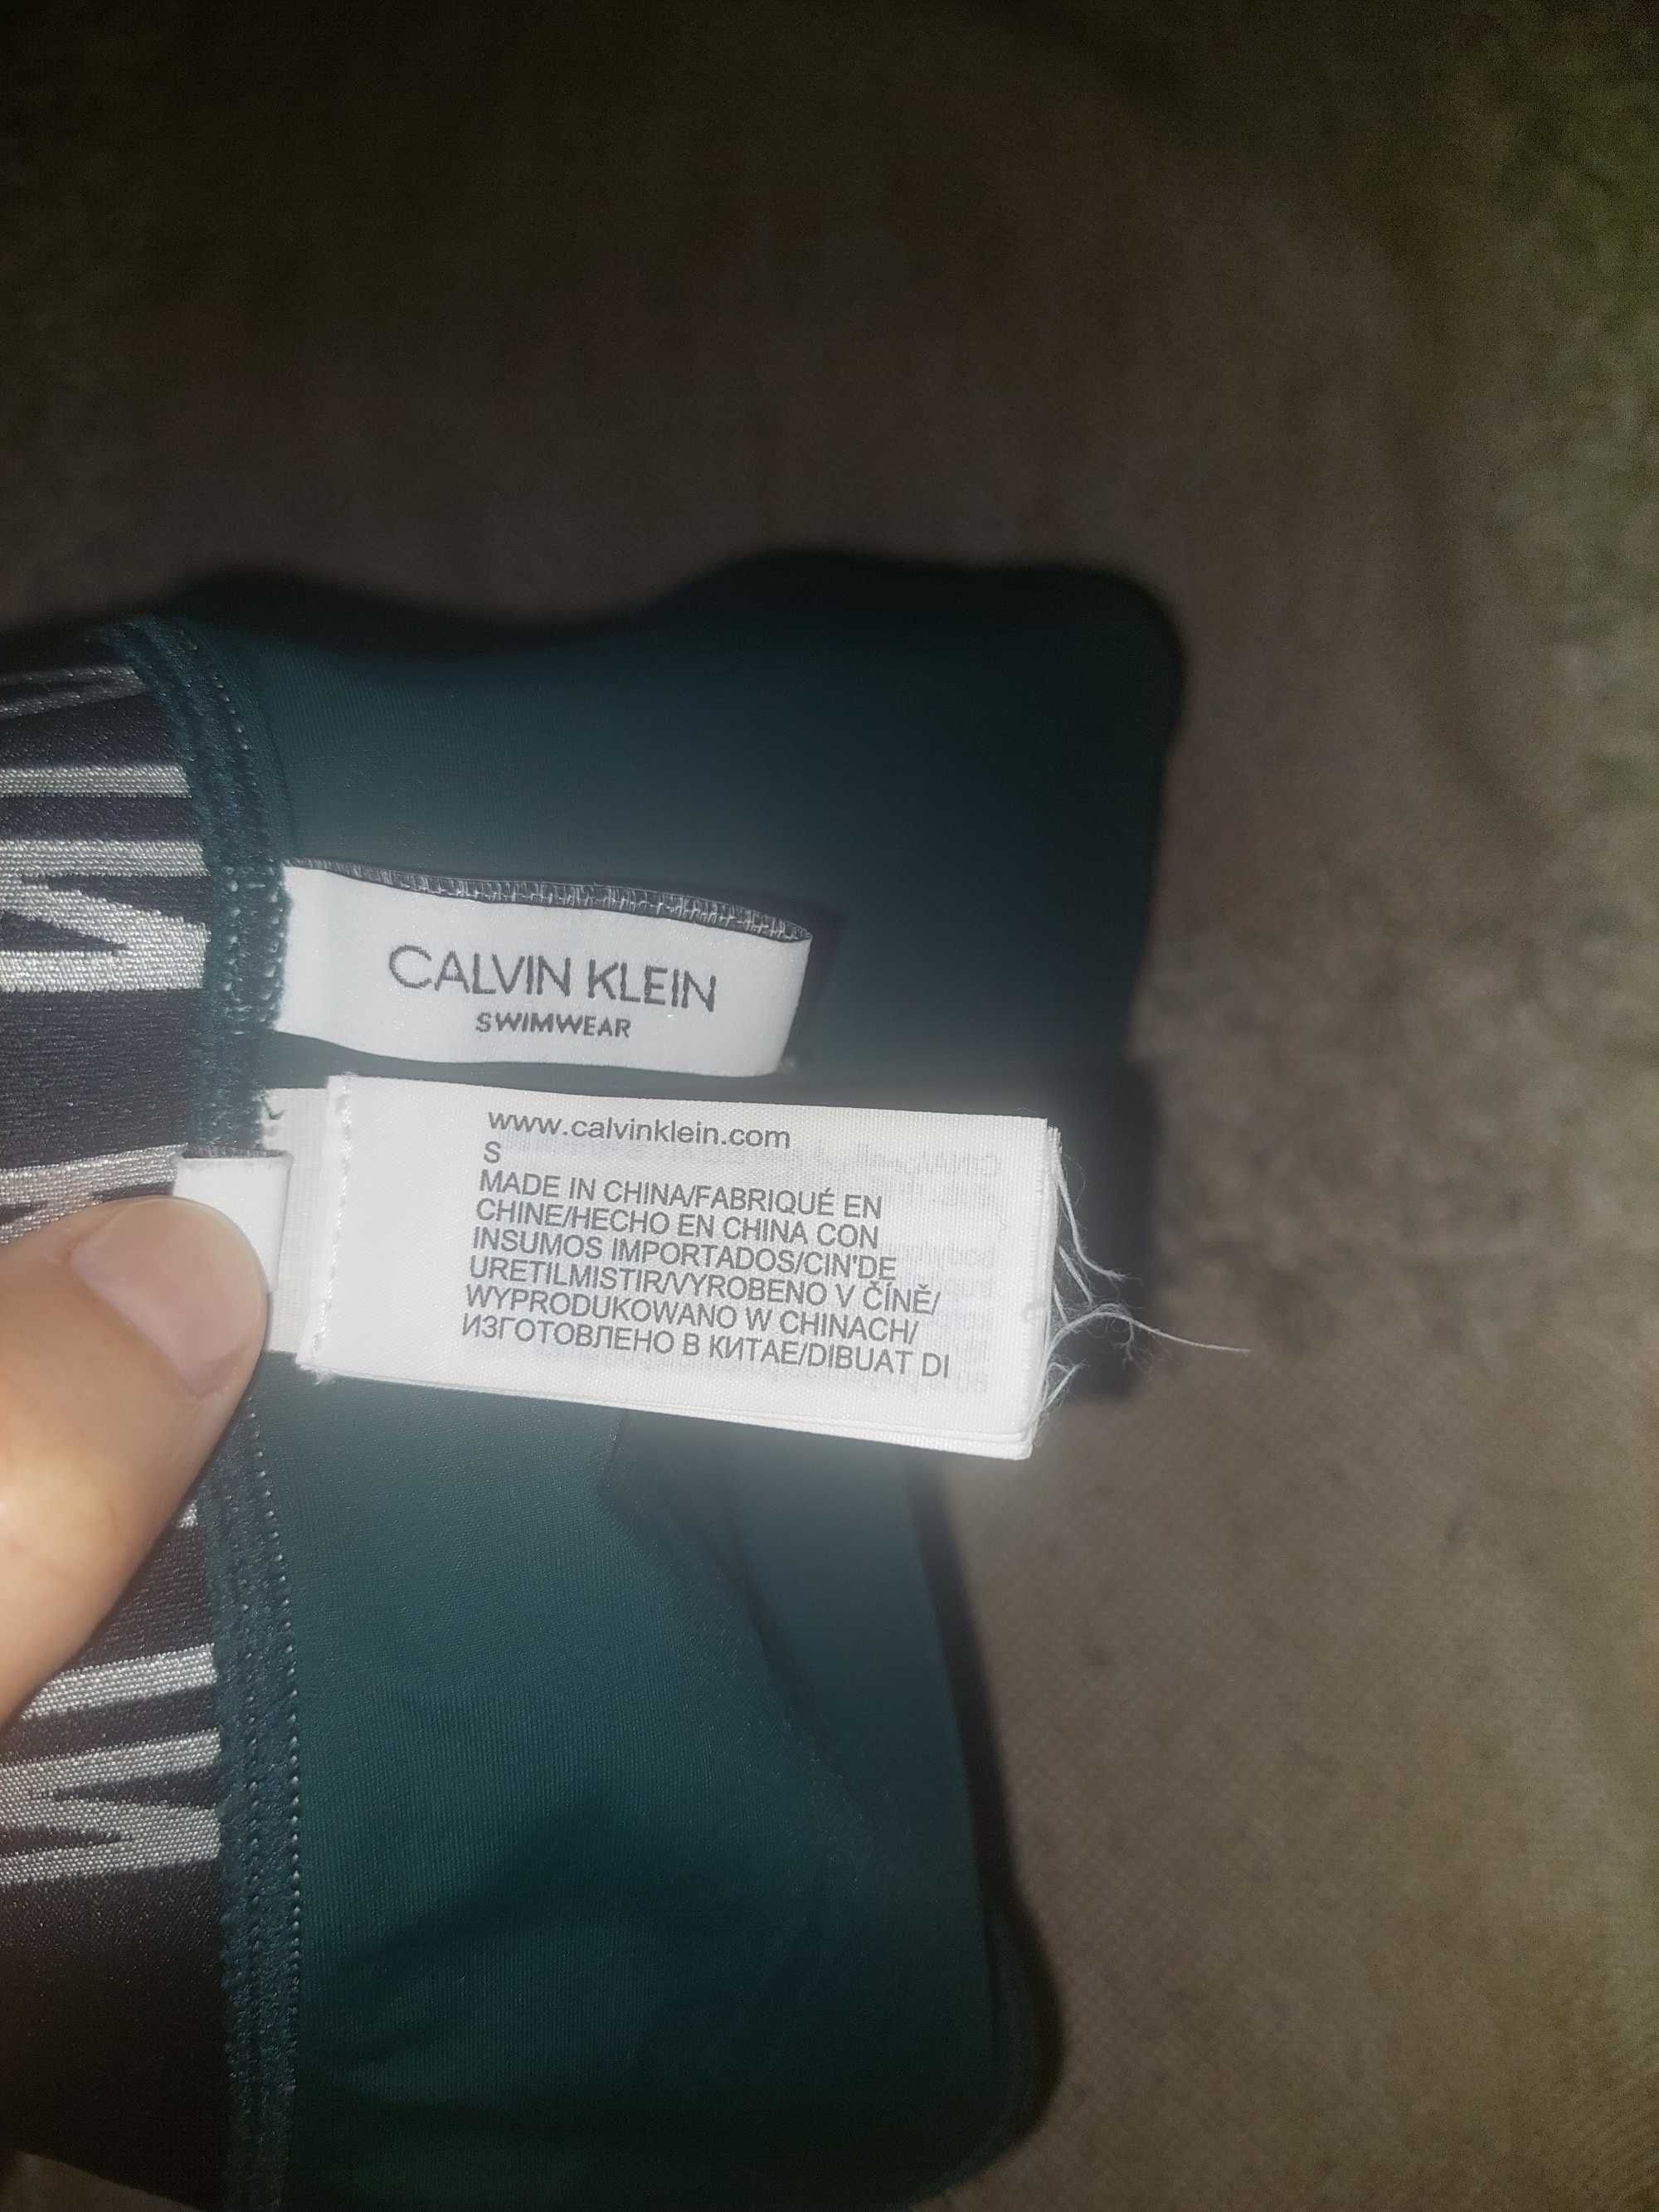 CALVIN KLEIN
SWIMWEAR
www.calvinklein.com
S
MADE IN CHINA/FABRIQUÉ EN
CHINE/HECHO EN CHINA CON
INSUMOS IMPORTADOS/CIN'DE
URETILMISTIR/VYROBENO V ČÍNĚ/
WYPRODUKOWANO W CHINACH/
ИЗГОТОВЛЕНО В КИТАЕ/DIBUAT DI